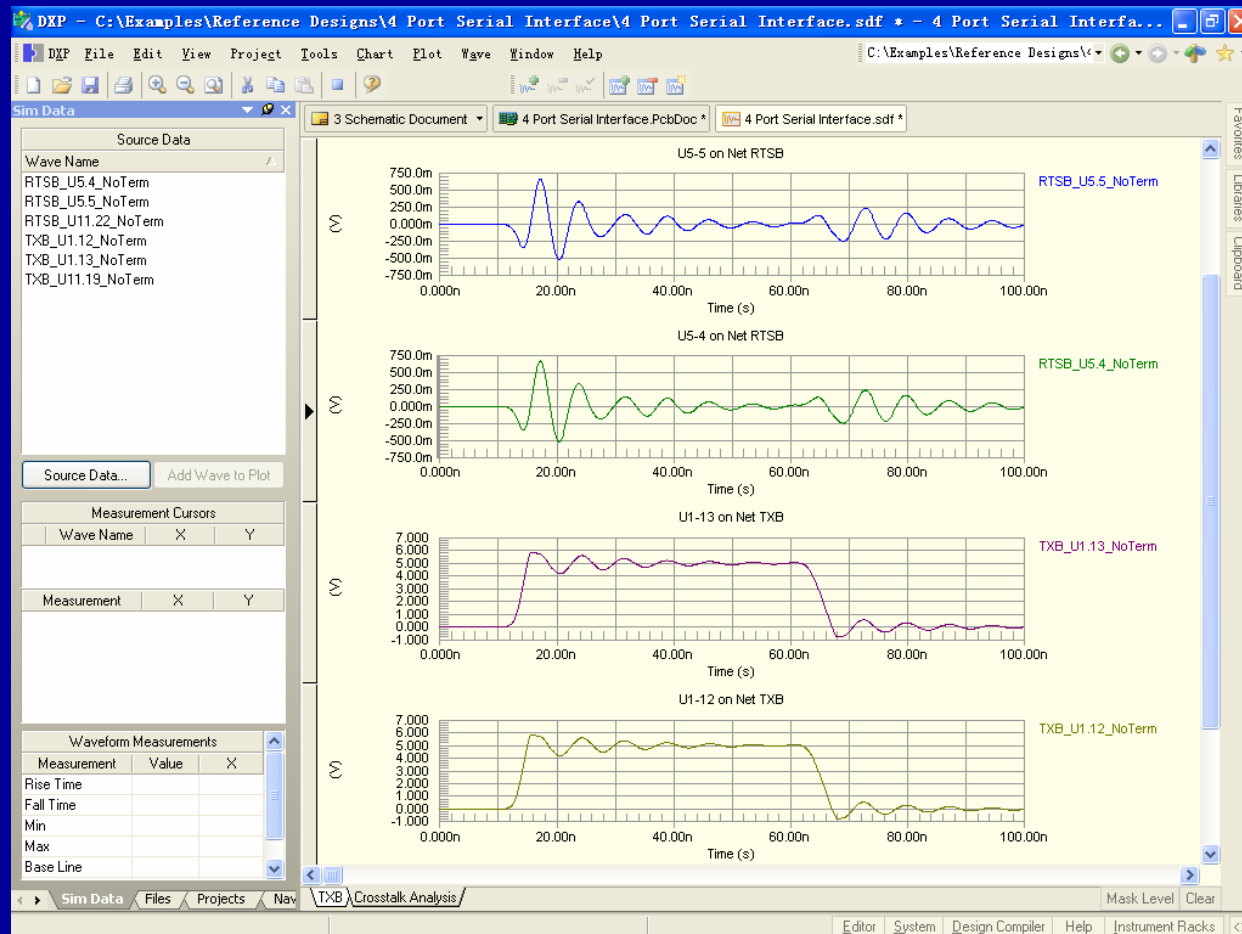 DXP - C:\Examples\Reference Designs\4 Port Serial Interface\4 Port Serial Interface.sdf * - 4 Port Serial Interfa...
DXP File Edit View Project Tools Chart Plot Wave Window Help
C:\Examples\Reference Designs\4
Sim Data
Source Data
Wave Name
RTSB_U5.4_NoTerm
RTSB_U5.5_NoTerm
RTSB_U11.22_NoTerm
TXB_U1.12_NoTerm
TXB_U1.13_NoTerm
TXB_U11.19_NoTerm
Source Data... Add Wave to Plot
Measurement Cursors
Wave Name X Y
Measurement X Y
Waveform Measurements
Measurement Value X
Rise Time
Fall Time
Min
Max
Base Line
Sim Data Files Projects Nav
3 Schematic Document 4 Port Serial Interface.PcbDoc * 4 Port Serial Interface.sdf *
U5-5 on Net RTSB
RTSB_U5.5_NoTerm
(V)
750.0m
500.0m
250.0m
0.000m
-250.0m
-500.0m
-750.0m
0.000n 20.00n 40.00n 60.00n 80.00n 100.00n
Time (s)
U5-4 on Net RTSB
RTSB_U5.4_NoTerm
(V)
750.0m
500.0m
250.0m
0.000m
-250.0m
-500.0m
-750.0m
0.000n 20.00n 40.00n 60.00n 80.00n 100.00n
Time (s)
U1-13 on Net TXB
TXB_U1.13_NoTerm
(V)
7.000
6.000
5.000
4.000
3.000
2.000
1.000
0.000
-1.000
0.000n 20.00n 40.00n 60.00n 80.00n 100.00n
Time (s)
U1-12 on Net TXB
TXB_U1.12_NoTerm
(V)
7.000
6.000
5.000
4.000
3.000
2.000
1.000
0.000
-1.000
0.000n 20.00n 40.00n 60.00n 80.00n 100.00n
Time (s)
TXB Crosstalk Analysis
Mask Level Clear
Favorites
Libraries
Clipboard
Editor System Design Compiler Help Instrument Racks